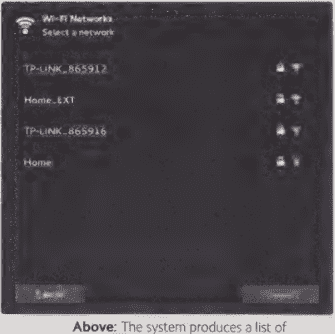 Wi-Fi Networks
Select a network
TP-LINK_865912
Home_EXT
TP-LINK_865916
Home
Above: The system produces a list of